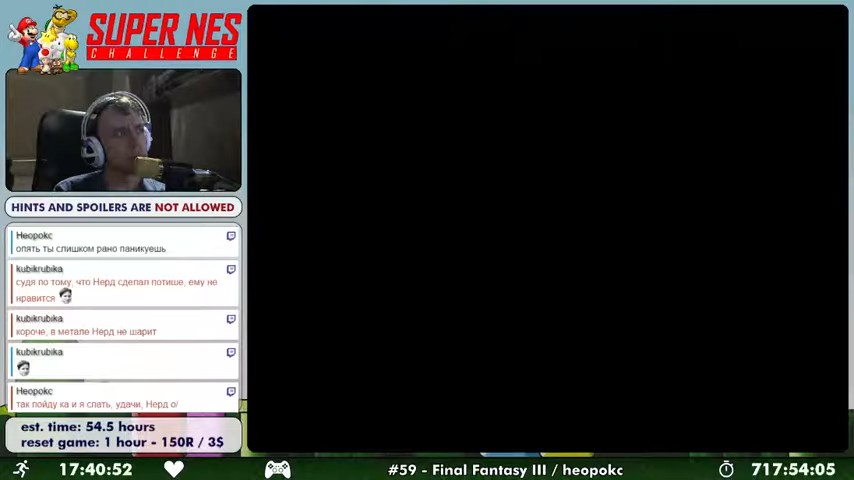 SUPER NES
CHALLENGE
HINTS AND SPOILERS ARE NOT ALLOWED
Heopokc
опять ты слишком рано паникуешь
kubikrubika
судя по тому, что Нерд сделал потише, ему не
нравится
kubikrubika
короче, в метале Нерд не шарит
kubikrubika
Heopokc
так пойду ка и я спать, удачи, Нерд о/
est. time: 54.5 hours
reset game: 1 hour - 150R / 3$
17:40:52
#59 - Final Fantasy III / heopokc
717:54:05